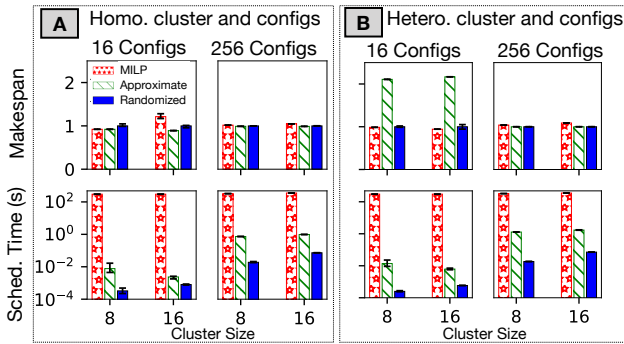 A Homo. cluster and configs
16 Configs 256 Configs
B Hetero. cluster and configs
16 Configs 256 Configs
MILP
Approximate
Randomized
Makespan
2
1
0
Sched. Time (s)
10²
10⁰
10⁻²
10⁻⁴
8 16 8 16
Cluster Size
8 16 8 16
Cluster Size